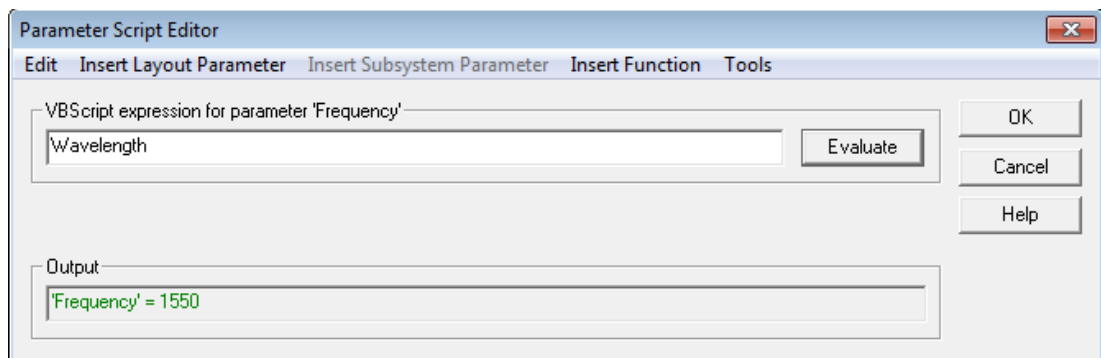 Parameter Script Editor
Edit Insert Layout Parameter Insert Subsystem Parameter Insert Function Tools
VBScript expression for parameter 'Frequency'
Wavelength
Evaluate
OK
Cancel
Help
Output
'Frequency' = 1550